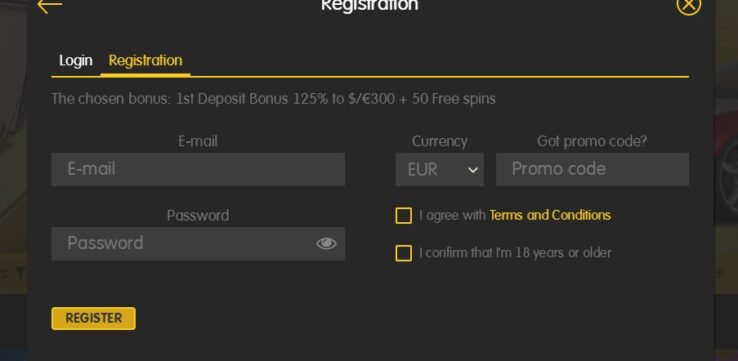 Registration
Login Registration
The chosen bonus: 1st Deposit Bonus 125% to $/€300 + 50 Free spins
E-mail Currency Got promo code?
E-mail EUR Promo code
Password I agree with Terms and Conditions
Password I confirm that I'm 18 years or older
REGISTER